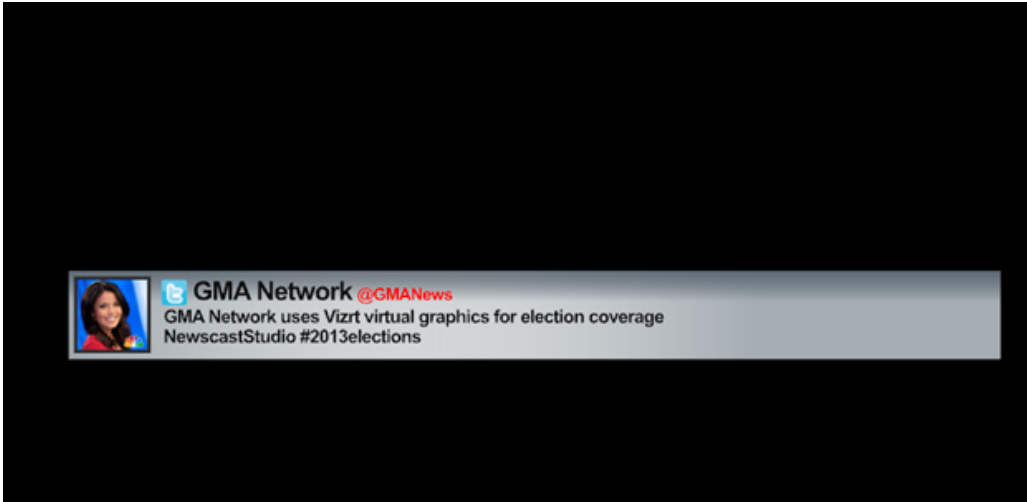 GMA Network @GMANews
GMA Network uses Vizrt virtual graphics for election coverage
NewscastStudio #2013elections